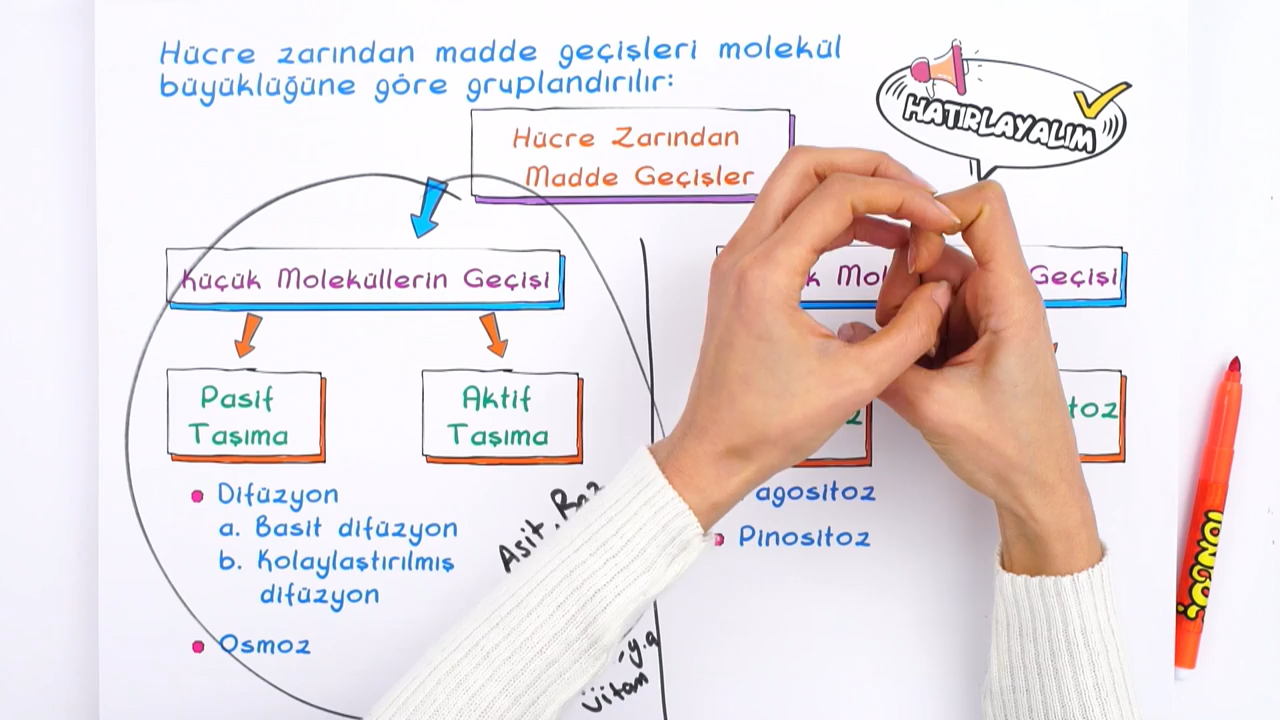 Hücre zarından madde geçişleri molekül
büyüklüğüne göre gruplandırılır:
HATIRLAYALIM
Hücre Zarından
Madde Geçişler
Küçük Moleküllerin Geçişi
Geçişi
Pasif
Taşıma
Aktif
Taşıma
Difüzyon
a. Basit difüzyon
b. Kolaylaştırılmış
difüzyon
Osmoz
Asit,
Pinositoz